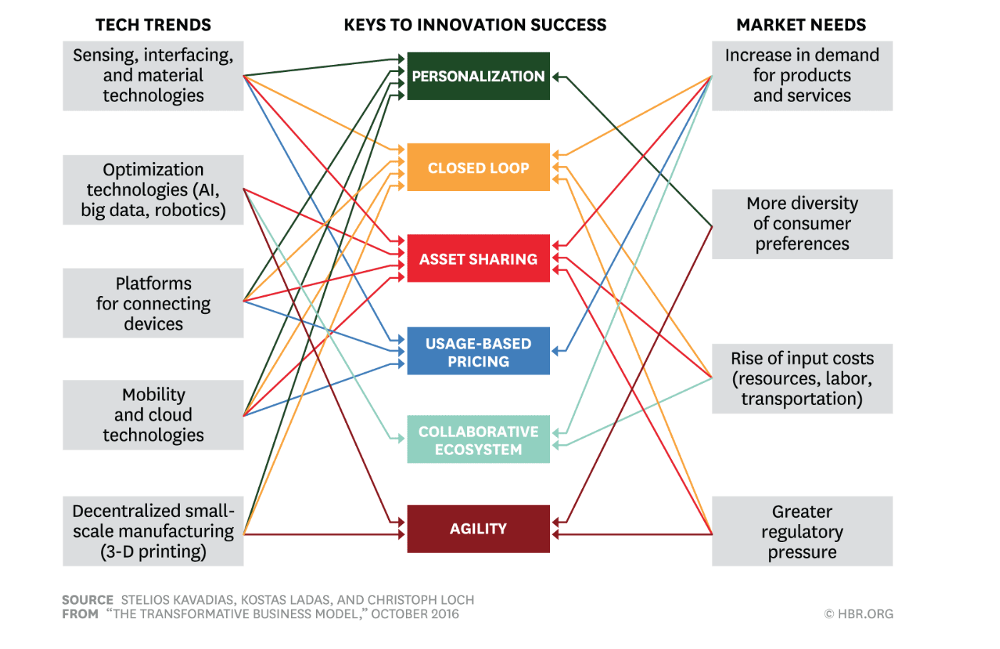 TECH TRENDS
KEYS TO INNOVATION SUCCESS
MARKET NEEDS
Sensing, interfacing,
and material
technologies
Optimization
technologies (AI,
big data, robotics)
Platforms
for connecting
devices
Mobility
and cloud
technologies
Decentralized small-
scale manufacturing
(3-D printing)
PERSONALIZATION
CLOSED LOOP
ASSET SHARING
USAGE-BASED
PRICING
COLLABORATIVE
ECOSYSTEM
AGILITY
Increase in demand
for products
and services
More diversity
of consumer
preferences
Rise of input costs
(resources, labor,
transportation)
Greater
regulatory
pressure
SOURCE STELIOS KAVADIAS, KOSTAS LADAS, AND CHRISTOPH LOCH
FROM “THE TRANSFORMATIVE BUSINESS MODEL,” OCTOBER 2016
© HBR.ORG